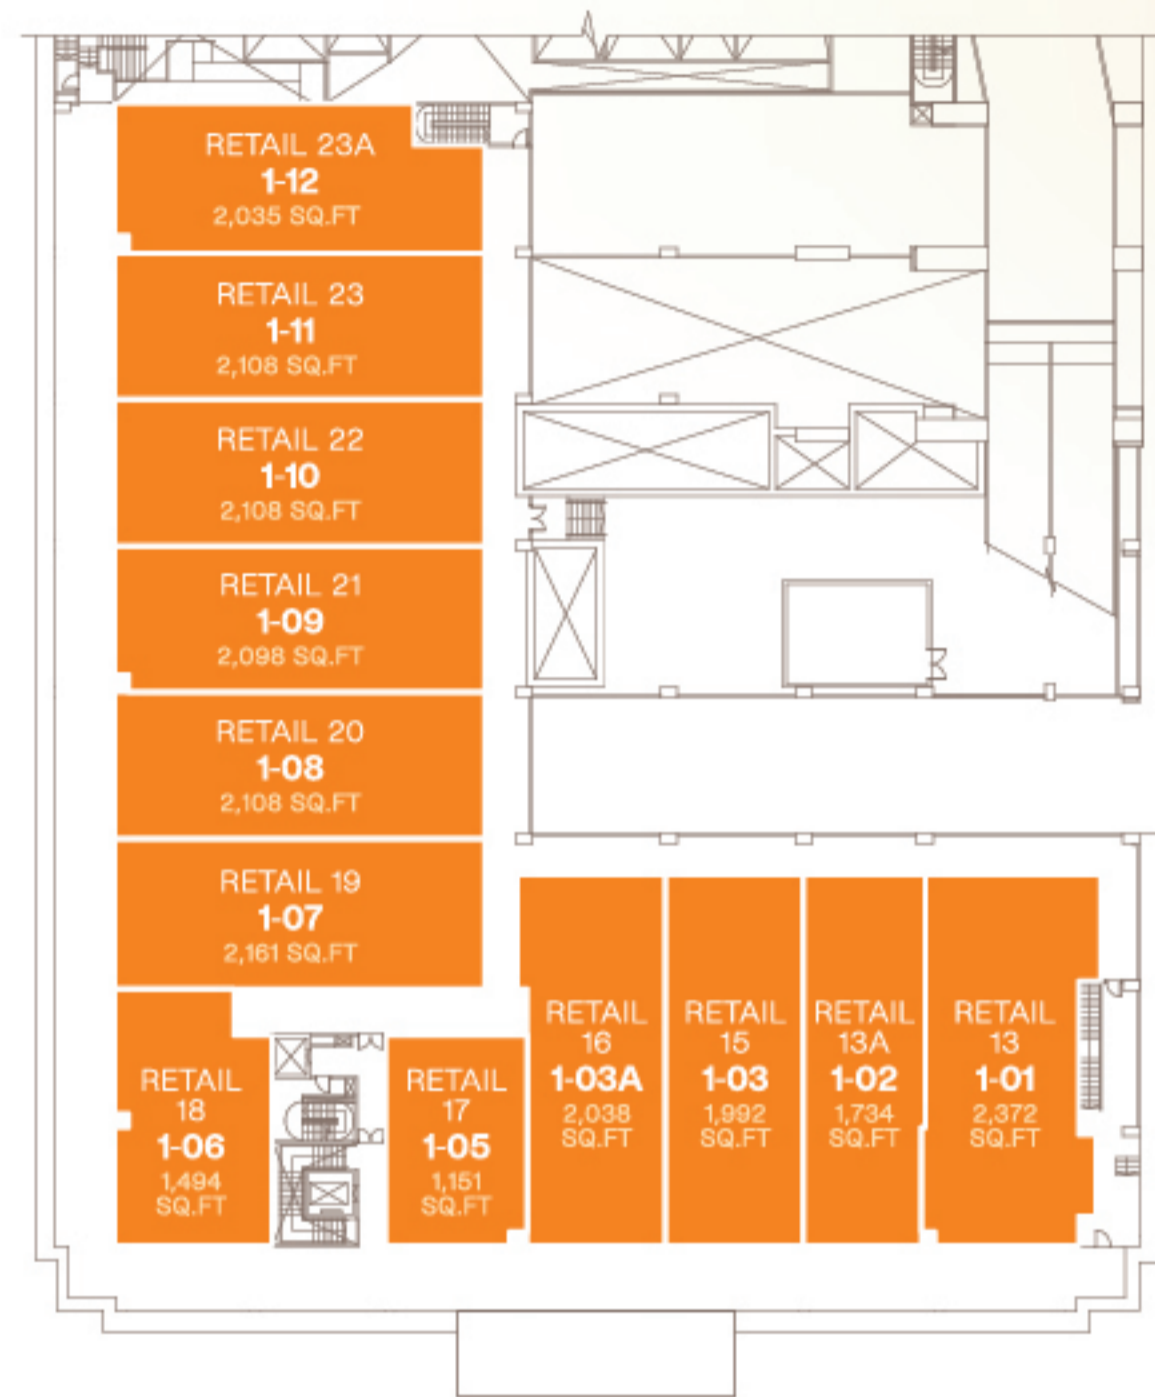 RETAIL 23A
1-12
2,035 SQ.FT
RETAIL 23
1-11
2,108 SQ.FT
RETAIL 22
1-10
2,108 SQ.FT
RETAIL 21
1-09
2,098 SQ.FT
RETAIL 20
1-08
2,108 SQ.FT
RETAIL 19
1-07
2,161 SQ.FT
RETAIL
18
1-06
1,494
SQ.FT
RETAIL
17
1-05
1,151
SQ.FT
RETAIL
16
1-03A
2,038
SQ.FT
RETAIL
15
1-03
1,992
SQ.FT
RETAIL
13A
1-02
1,734
SQ.FT
RETAIL
13
1-01
2,372
SQ.FT